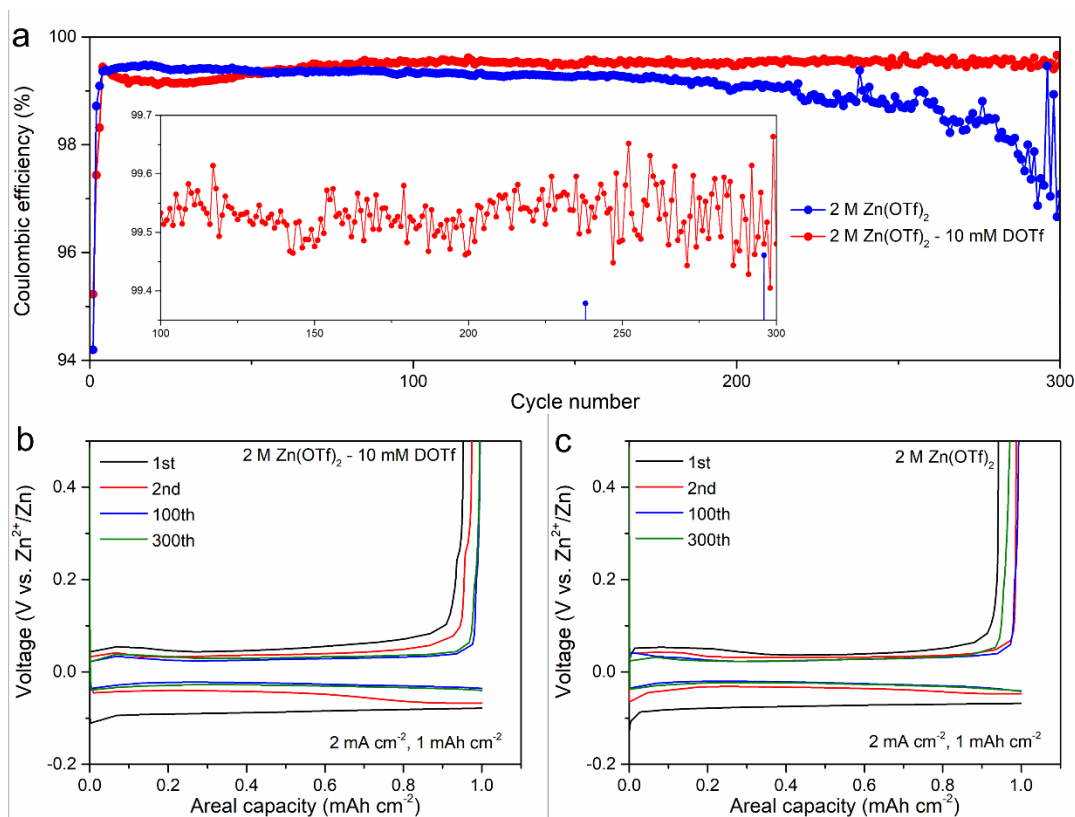 a
100
98
96
94
Coulombic efficiency (%)
99.7
99.6
99.5
99.4
100
150
200
250
300
2 M Zn(OTf)₂
2 M Zn(OTf)₂ - 10 mM DOTf
0
100
200
300
Cycle number
b
2 M Zn(OTf)₂ - 10 mM DOTf
1st
2nd
100th
300th
0.4
0.2
0.0
-0.2
Voltage (V vs. Zn²⁺/Zn)
2 mA cm⁻², 1 mAh cm⁻²
0.0
0.2
0.4
0.6
0.8
1.0
Areal capacity (mAh cm⁻²)
c
2 M Zn(OTf)₂
1st
2nd
100th
300th
0.4
0.2
0.0
-0.2
Voltage (V vs. Zn²⁺/Zn)
2 mA cm⁻², 1 mAh cm⁻²
0.0
0.2
0.4
0.6
0.8
1.0
Areal capacity (mAh cm⁻²)